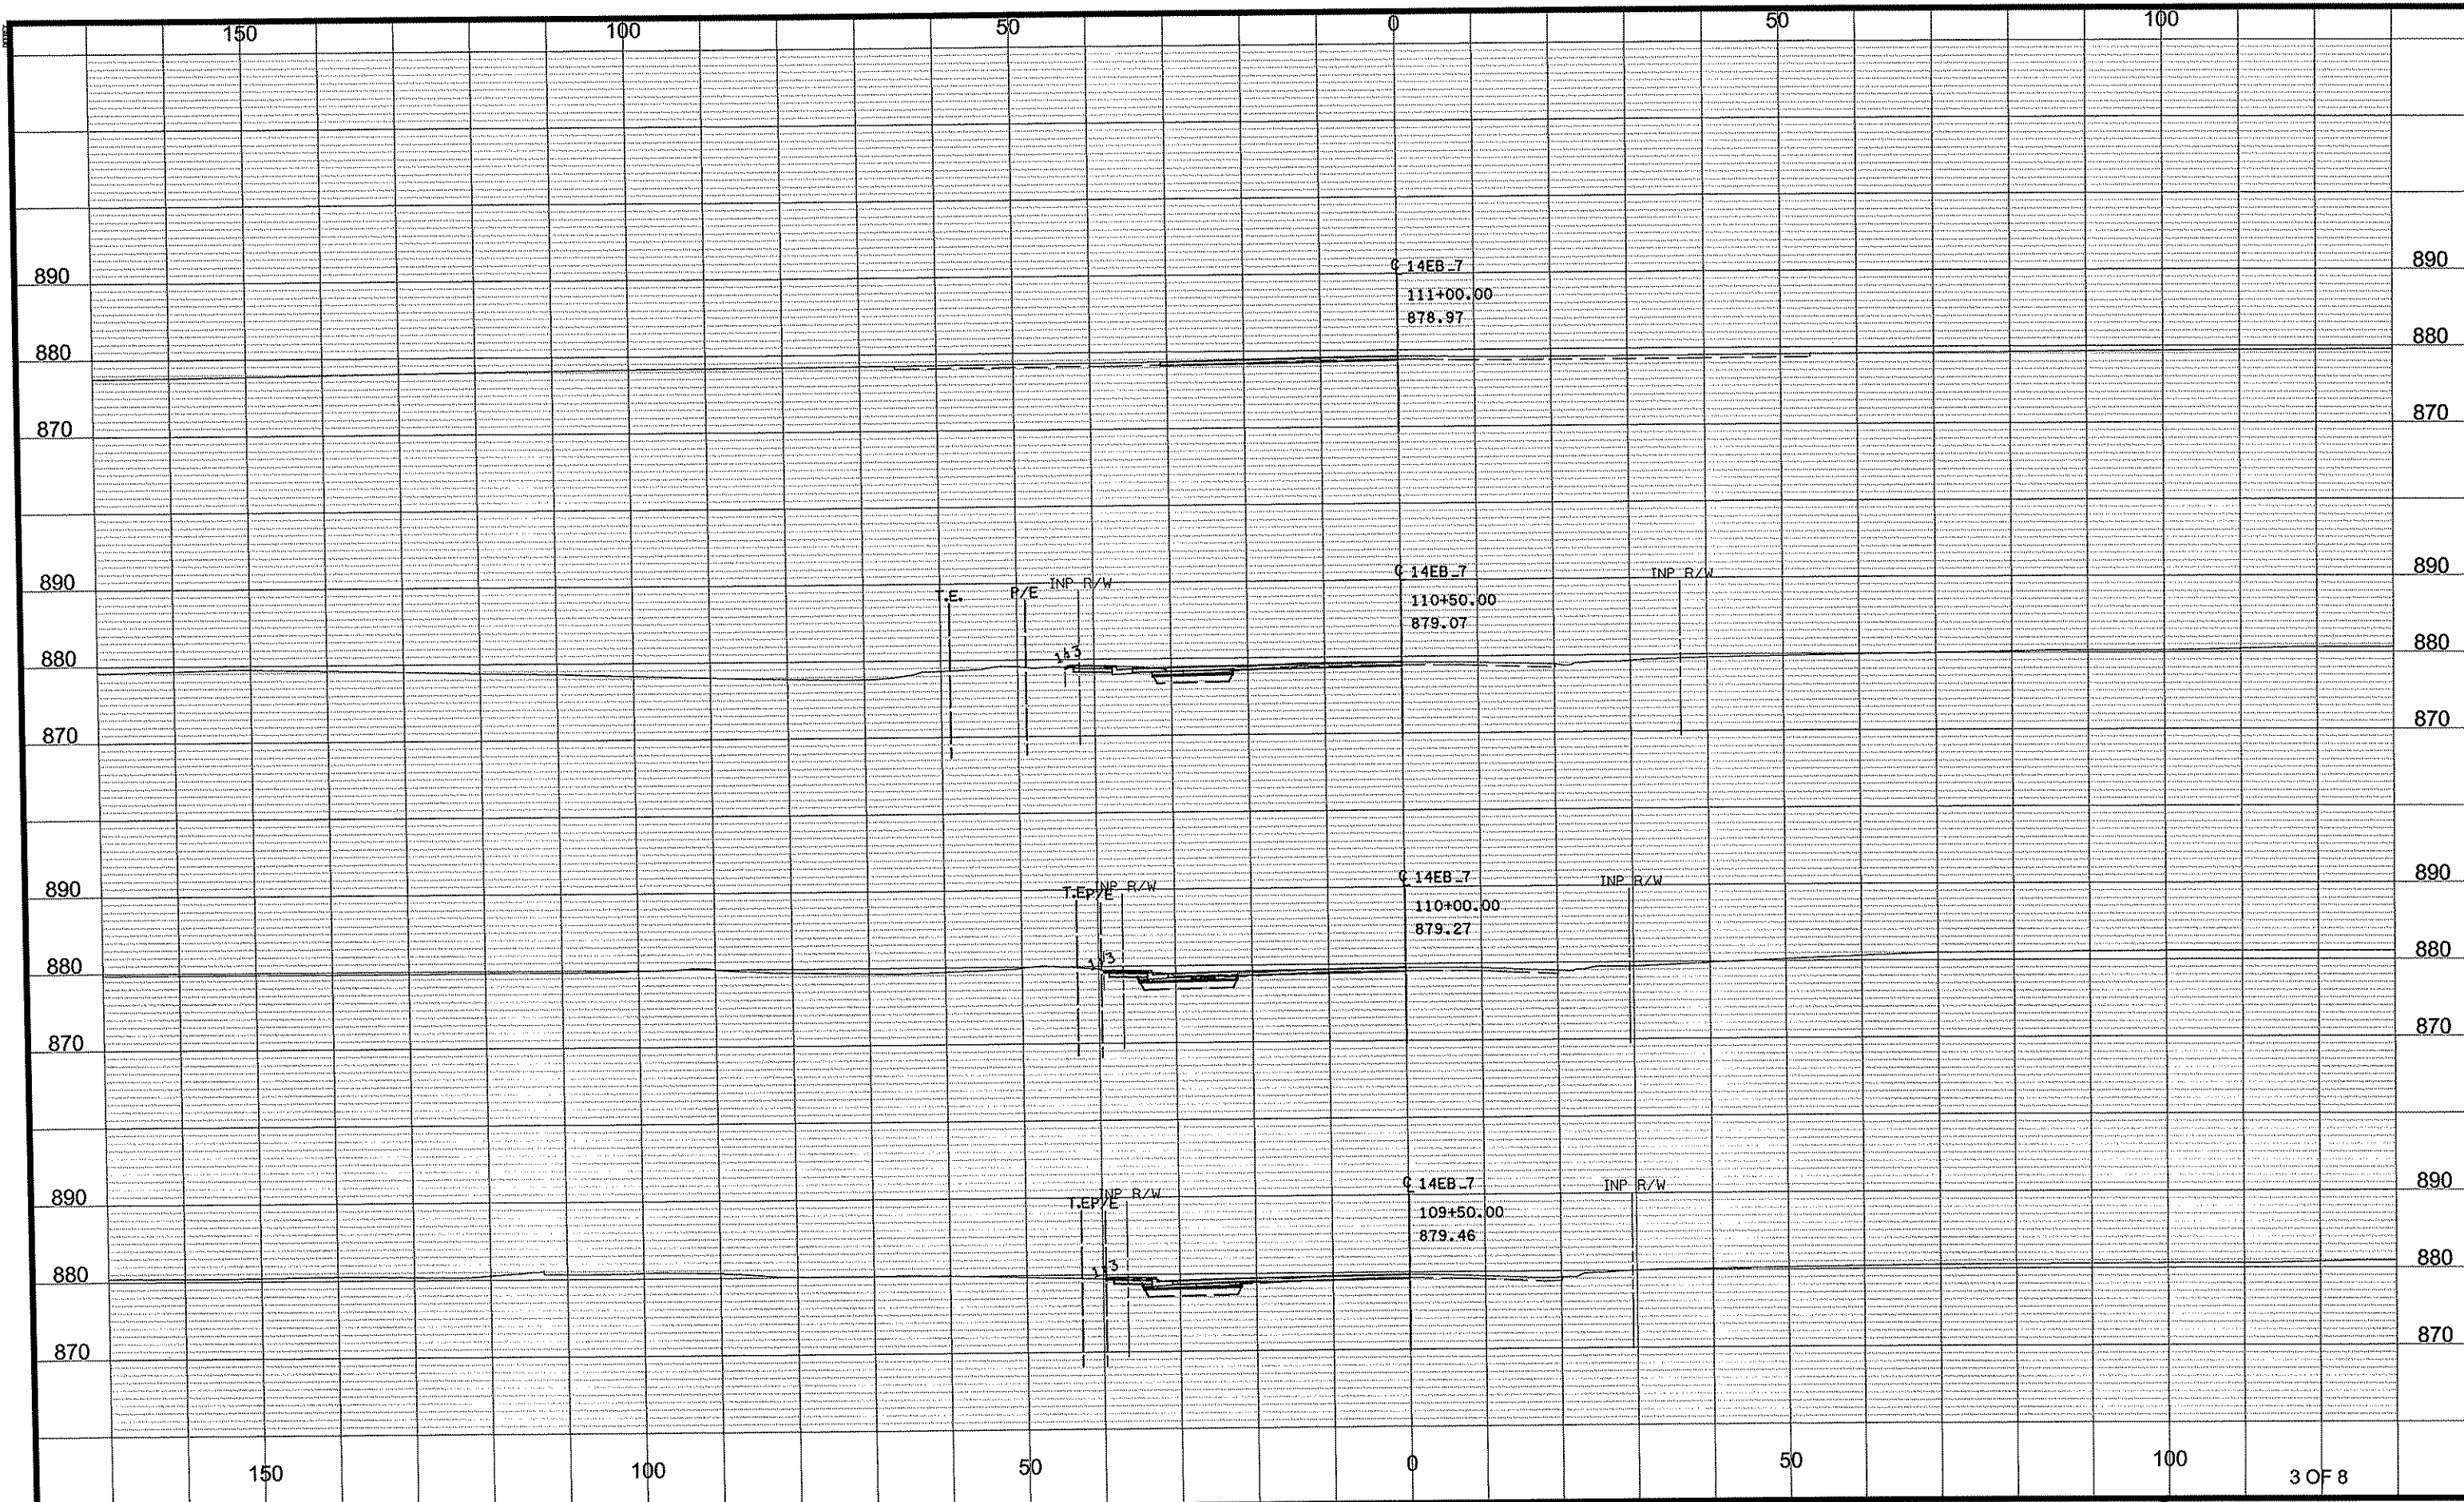 150 100 50 0 50 100
℄ 14EB_7
890 890
111+00.00
878.97
880 880
870 870
℄ 14EB_7
INP R/W INP R/W
890 890
T.E. P/E
110+50.00
879.07
1:3
880 880
870 870
℄ 14EB_7
INP R/W INP R/W
890 890
T.E P/E
110+00.00
879.27
1:3
880 880
870 870
℄ 14EB_7
INP R/W INP R/W
890 890
T.E P/E
109+50.00
879.46
1:3
880 880
870 870
150 100 50 0 50 100
3 OF 8